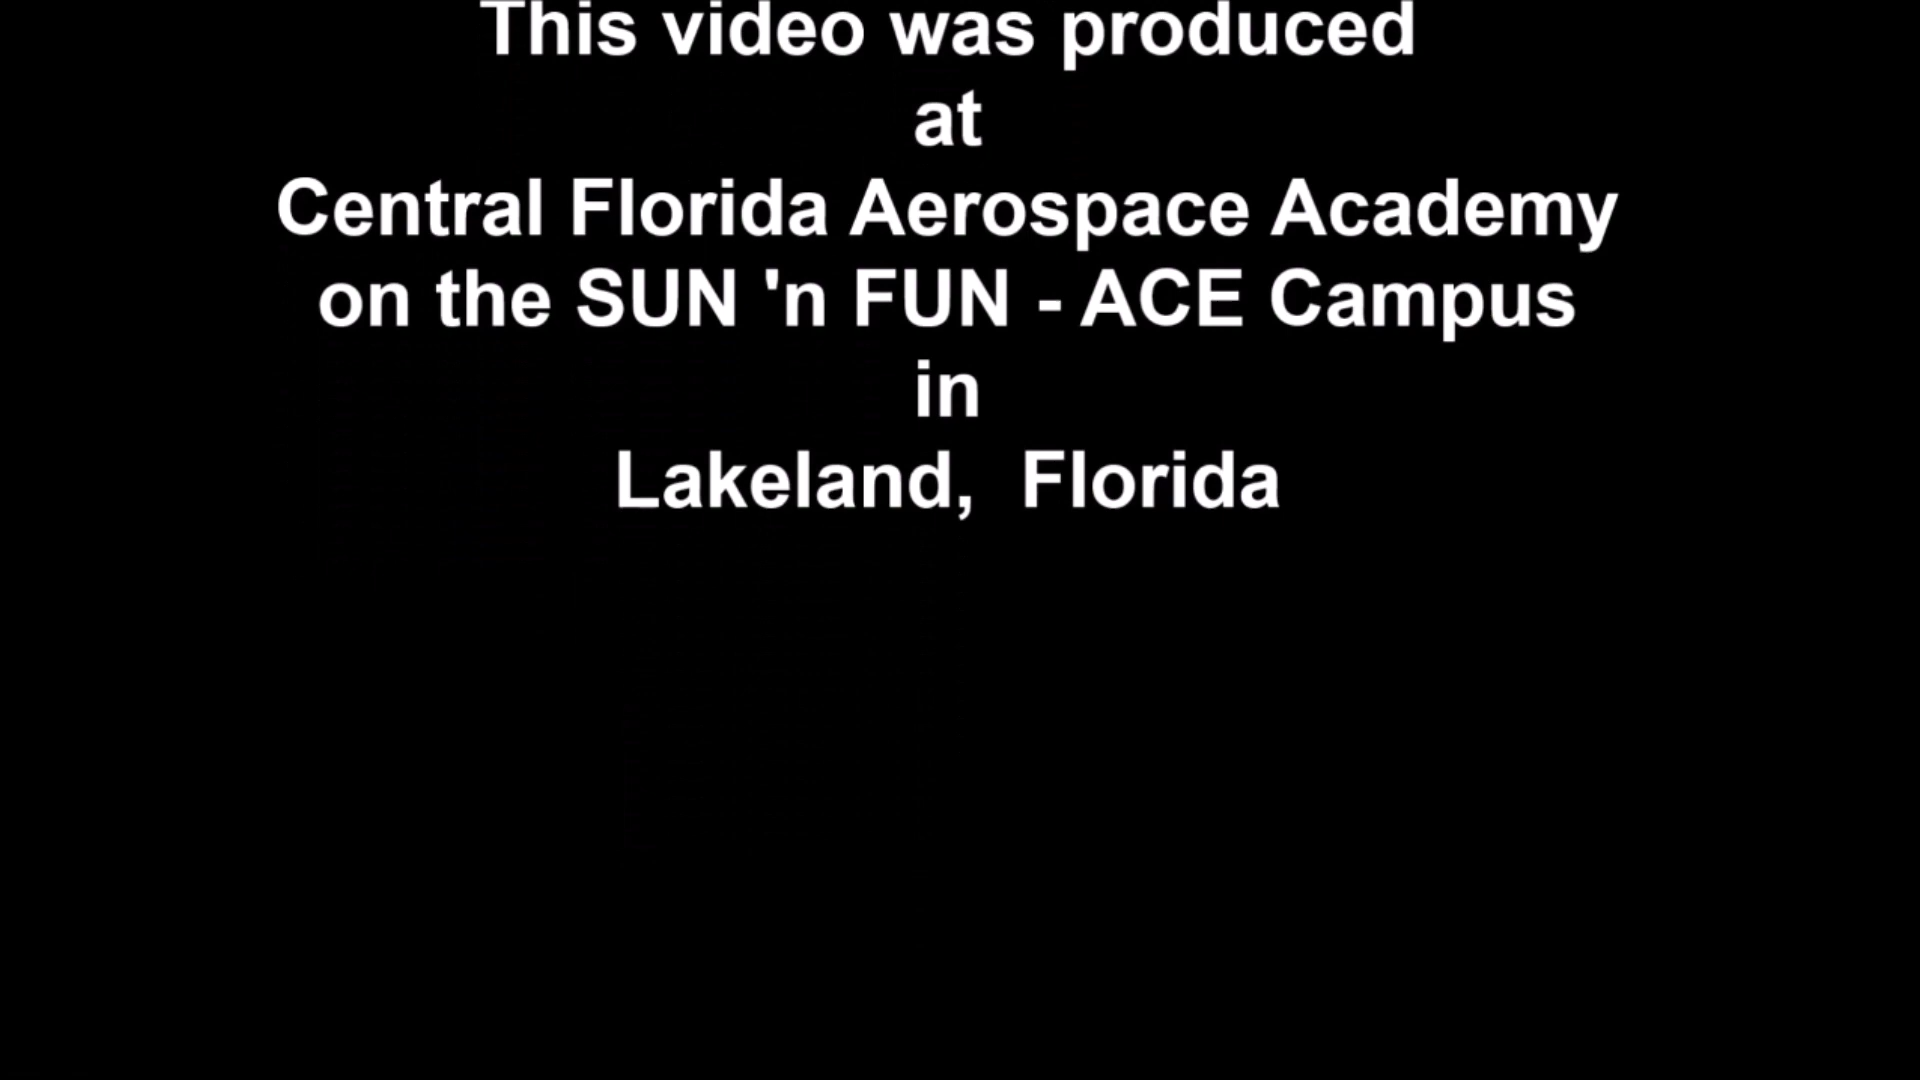 This video was produced
at
Central Florida Aerospace Academy
on the SUN 'n FUN - ACE Campus
in
Lakeland,  Florida